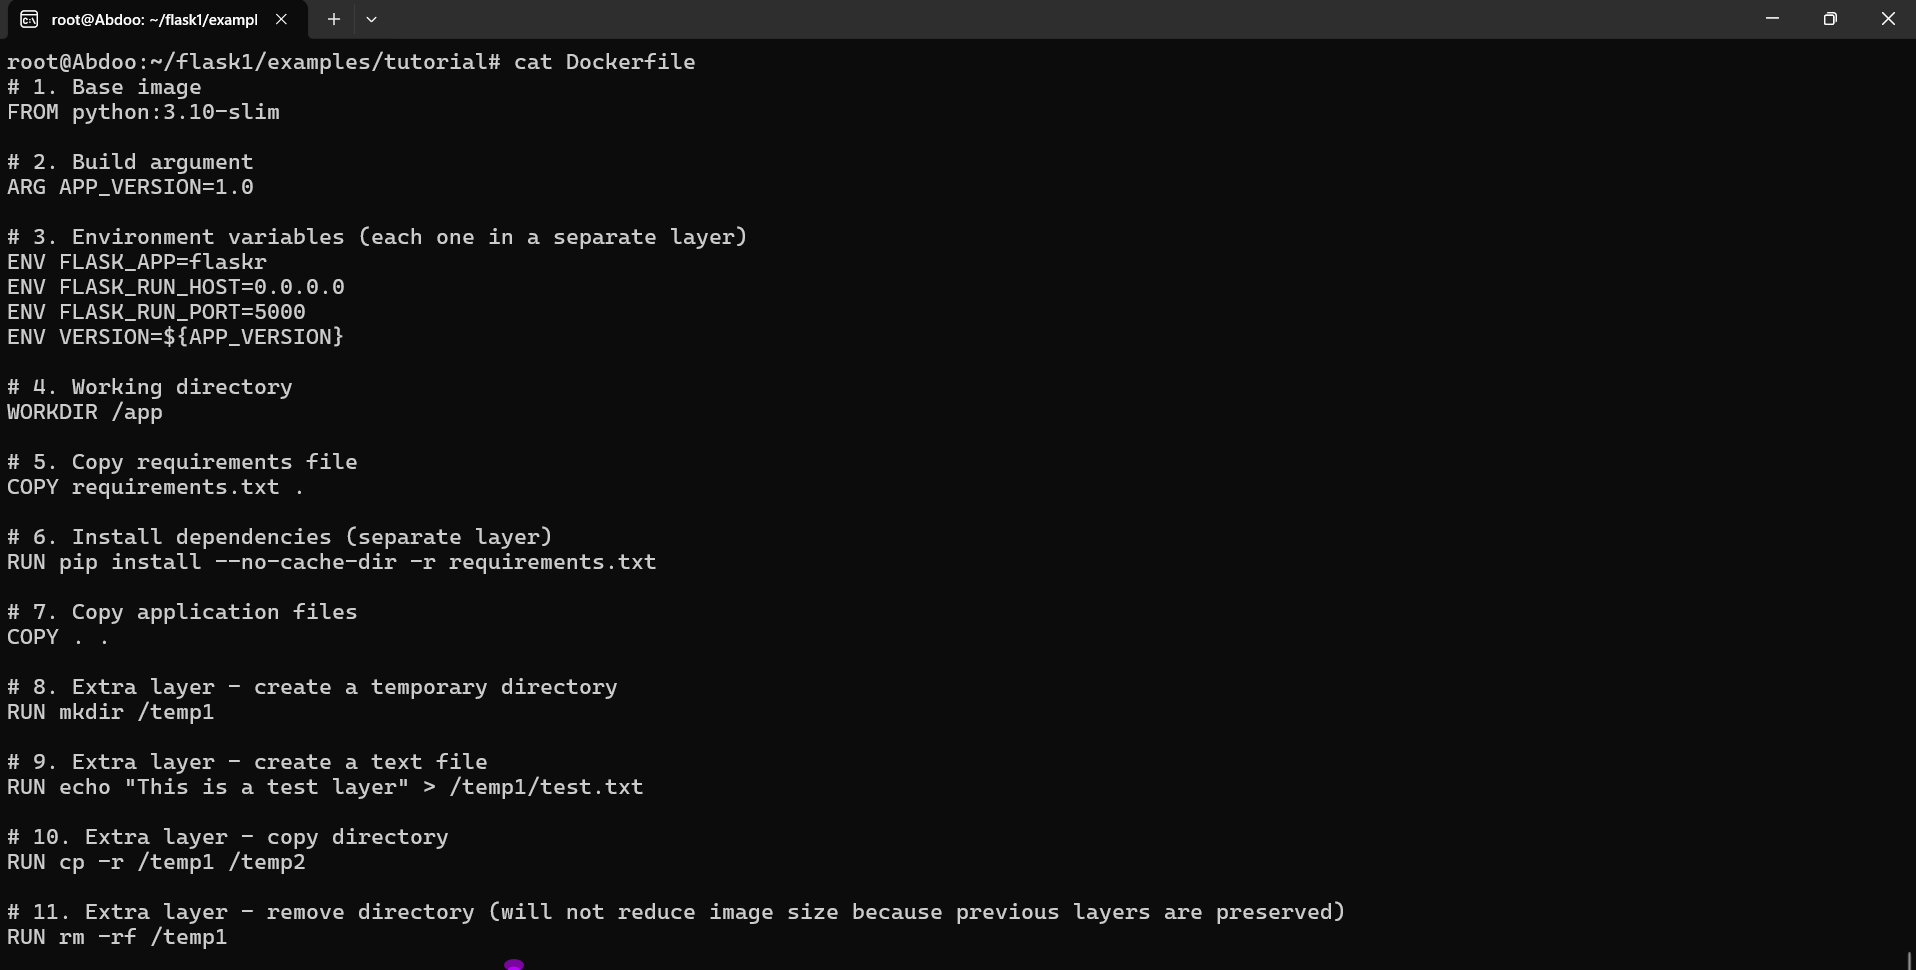 root@Abdoo: ~/flask1/exampl
root@Abdoo:~/flask1/examples/tutorial# cat Dockerfile
# 1. Base image
FROM python:3.10-slim
# 2. Build argument
ARG APP_VERSION=1.0
# 3. Environment variables (each one in a separate layer)
ENV FLASK_APP=flaskr
ENV FLASK_RUN_HOST=0.0.0.0
ENV FLASK_RUN_PORT=5000
ENV VERSION=${APP_VERSION}
# 4. Working directory
WORKDIR /app
# 5. Copy requirements file
COPY requirements.txt .
# 6. Install dependencies (separate layer)
RUN pip install --no-cache-dir -r requirements.txt
# 7. Copy application files
COPY . .
# 8. Extra layer - create a temporary directory
RUN mkdir /temp1
# 9. Extra layer - create a text file
RUN echo "This is a test layer" > /temp1/test.txt
# 10. Extra layer - copy directory
RUN cp -r /temp1 /temp2
# 11. Extra layer - remove directory (will not reduce image size because previous layers are preserved)
RUN rm -rf /temp1